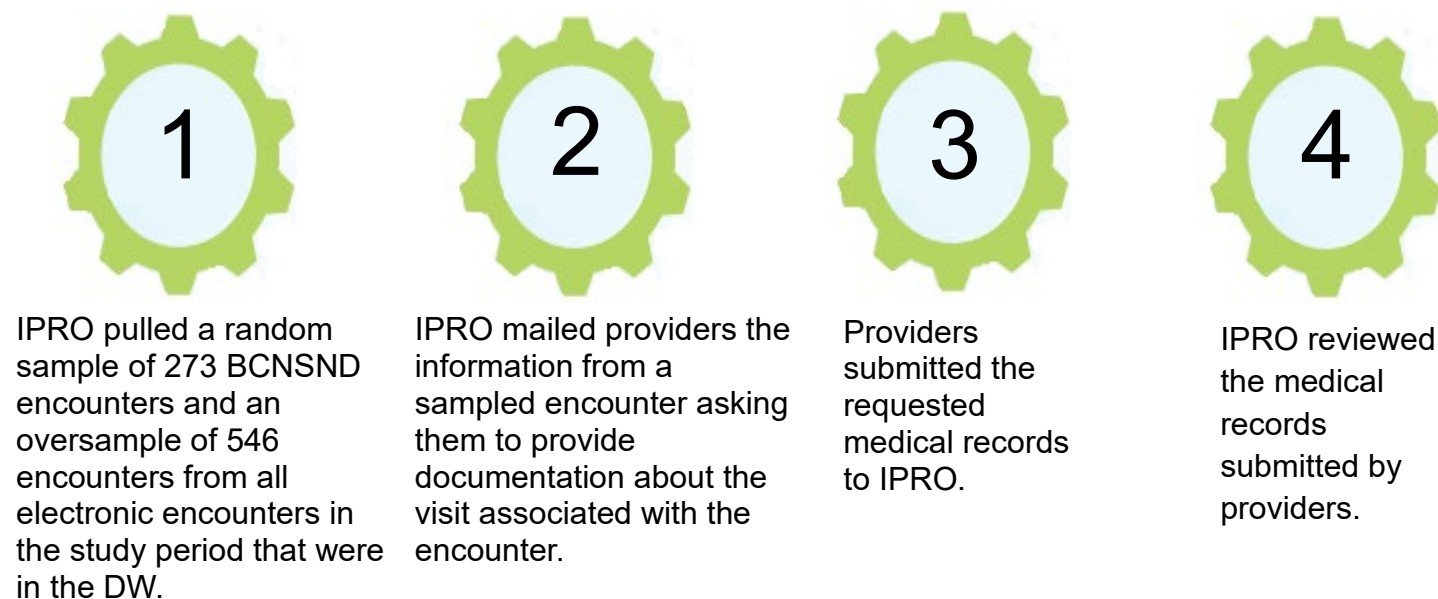 1
IPRO pulled a random
sample of 273 BCNSND
encounters and an
oversample of 546
encounters from all
electronic encounters in
the study period that were
in the DW.
2
IPRO mailed providers the
information from a
sampled encounter asking
them to provide
documentation about the
visit associated with the
encounter.
3
Providers
submitted the
requested
medical records
to IPRO.
4
IPRO reviewed
the medical
records
submitted by
providers.